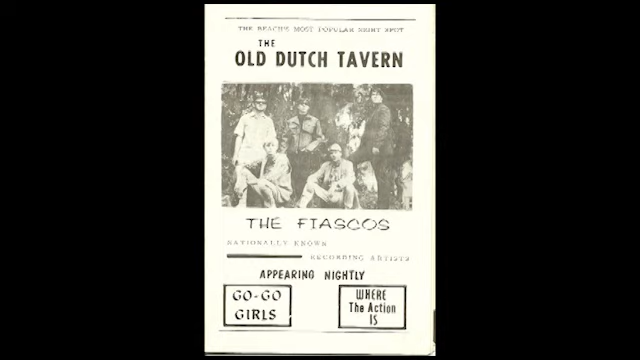 THE BEACH'S MOST POPULAR NIGHT SPOT
THE
OLD DUTCH TAVERN
THE FIASCOS
NATIONALLY KNOWN
RECORDING ARTISTS
APPEARING NIGHTLY
GO-GO
GIRLS
WHERE
The Action
IS